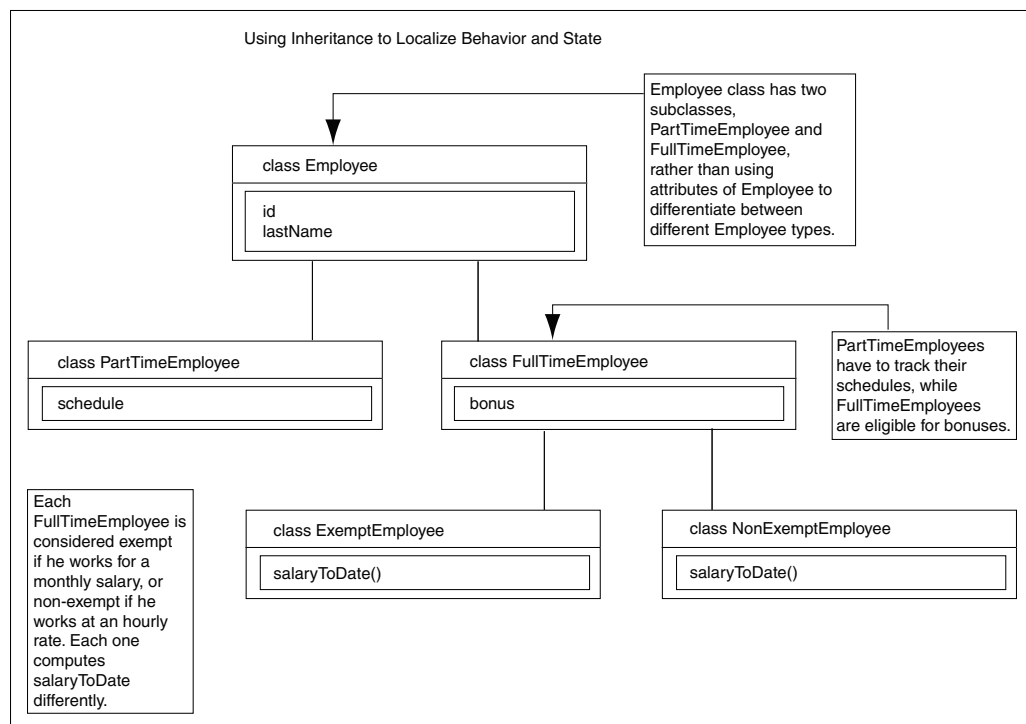 Using Inheritance to Localize Behavior and State
Employee class has two
subclasses,
PartTimeEmployee and
FullTimeEmployee,
rather than using
attributes of Employee to
differentiate between
different Employee types.
class Employee
id
lastName
class PartTimeEmployee
schedule
class FullTimeEmployee
bonus
PartTimeEmployees
have to track their
schedules, while
FullTimeEmployees
are eligible for bonuses.
Each
FullTimeEmployee is
considered exempt
if he works for a
monthly salary, or
non-exempt if he
works at an hourly
rate. Each one
computes
salaryToDate
differently.
class ExemptEmployee
salaryToDate()
class NonExemptEmployee
salaryToDate()